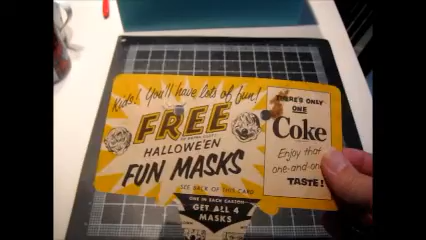 Kids! You'll have lots of fun!
FREE
HALLOWE'EN
FUN MASKS
SEE BACK OF THIS CARD
ONE IN EACH CARTON
GET ALL 4
MASKS
THERE'S ONLY
ONE
Coke
Enjoy that
one-and-on
TASTE!